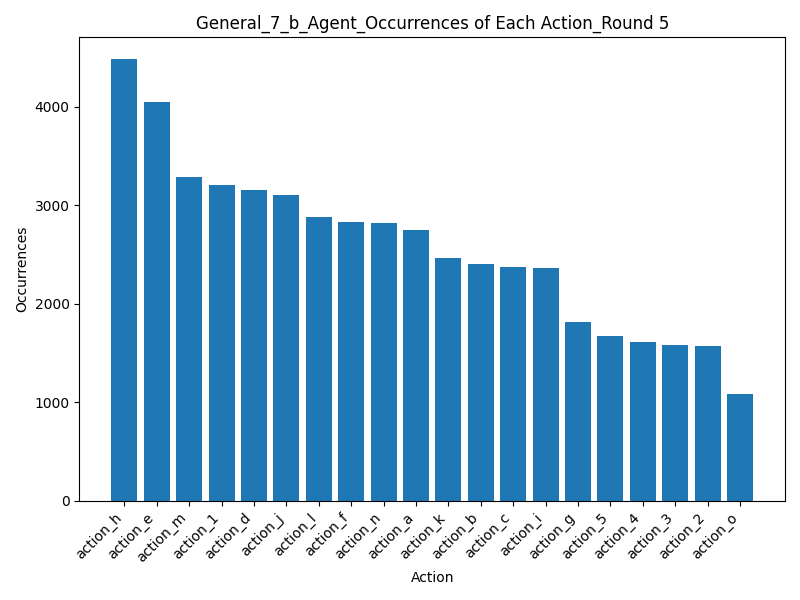 General_7_b_Agent_Occurrences of Each Action_Round 5
Occurrences
4000
3000
2000
1000
0
action_h
action_e
action_m
action_1
action_d
action_j
action_l
action_f
action_n
action_a
action_k
action_b
action_c
action_i
action_g
action_5
action_4
action_3
action_2
action_o
Action